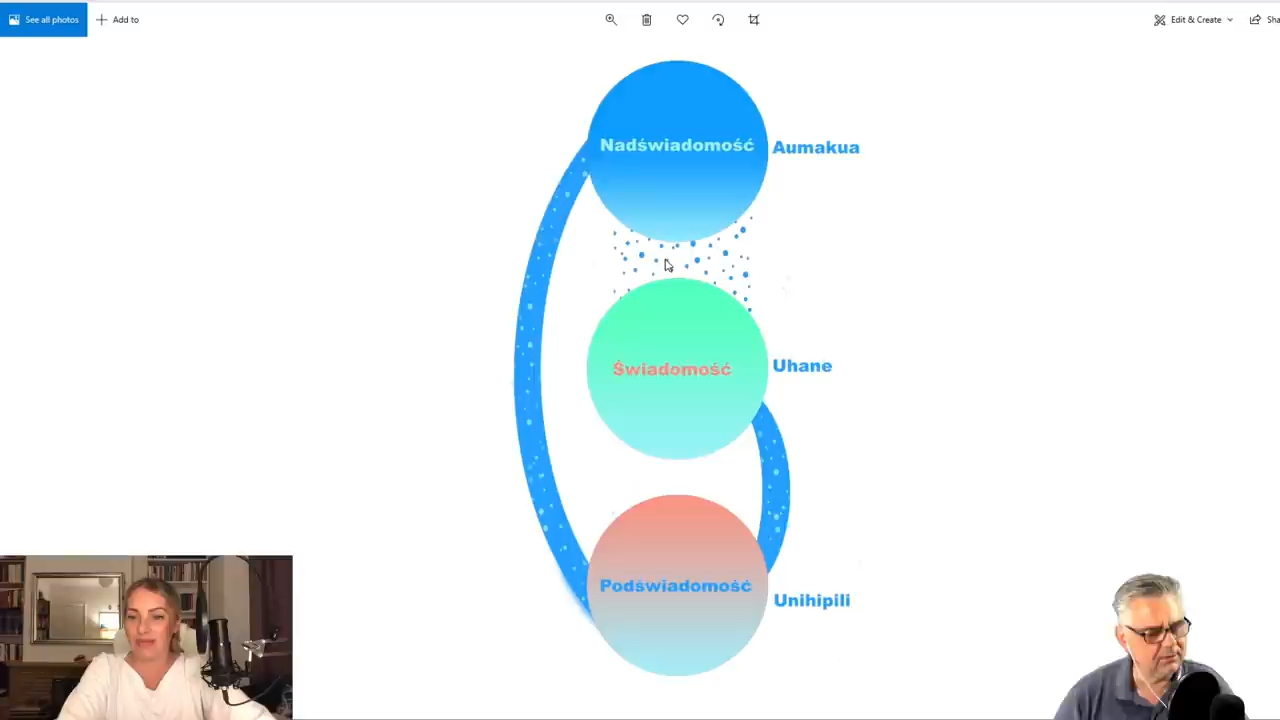 See all photos
Add to
Edit & Create
Sha
Nadświadomość
Aumakua
Świadomość
Uhane
Podświadomość
Unihipili